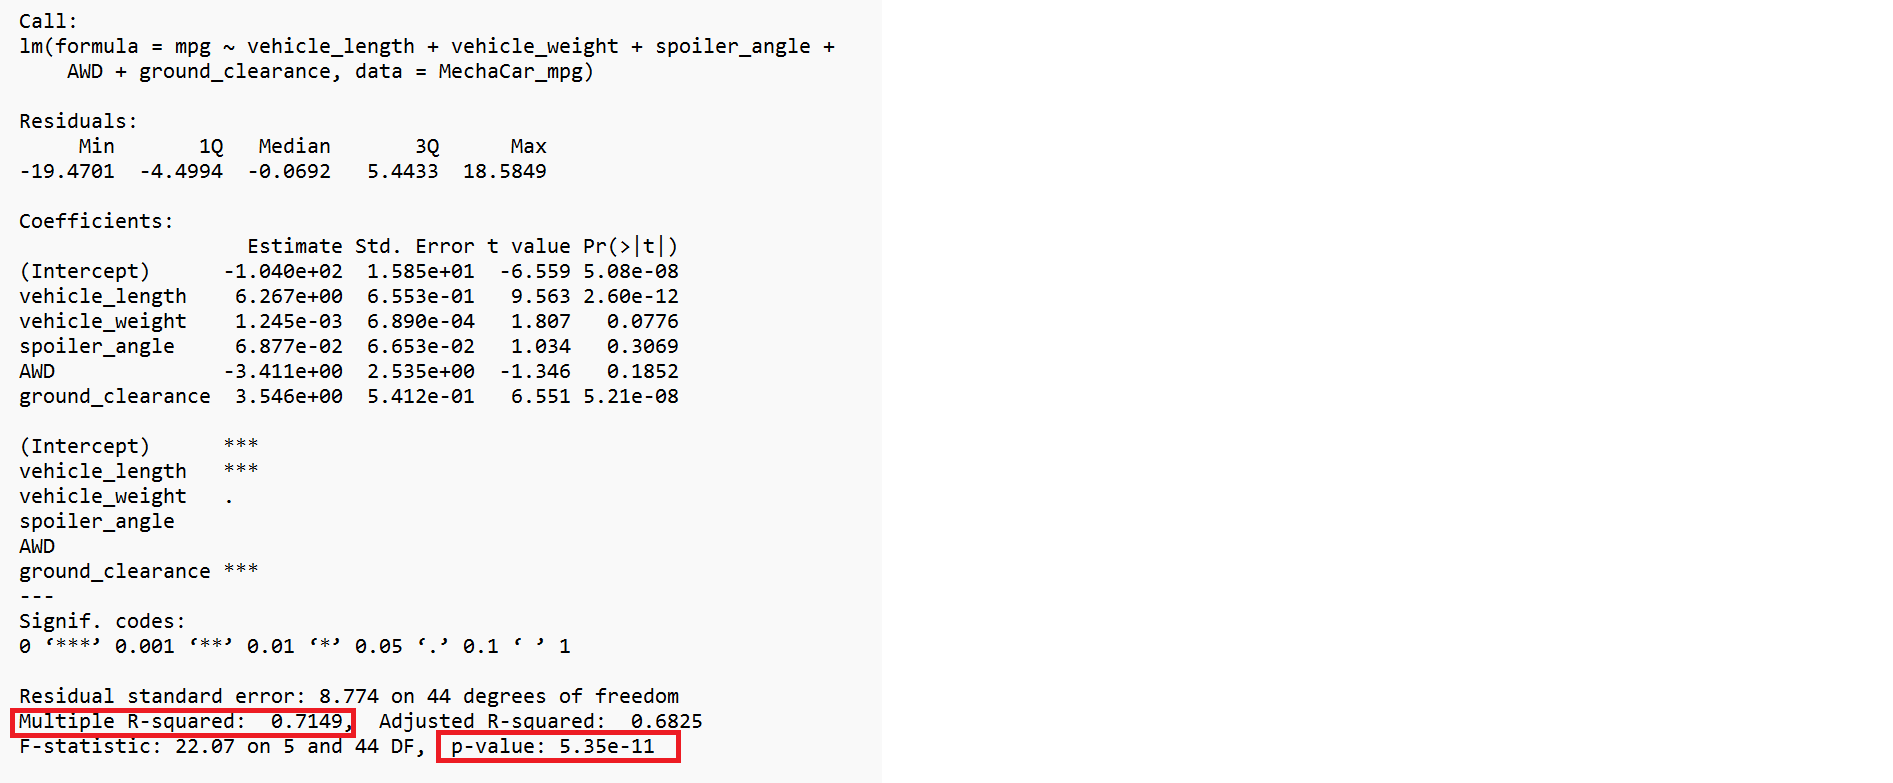 Call:
lm(formula = mpg ~ vehicle_length + vehicle_weight + spoiler_angle +
    AWD + ground_clearance, data = MechaCar_mpg)

Residuals:
     Min       1Q   Median       3Q      Max
-19.4701  -4.4994  -0.0692   5.4433  18.5849

Coefficients:
                   Estimate Std. Error t value Pr(>|t|)
(Intercept)      -1.040e+02  1.585e+01  -6.559 5.08e-08
vehicle_length    6.267e+00  6.553e-01   9.563 2.60e-12
vehicle_weight    1.245e-03  6.890e-04   1.807   0.0776
spoiler_angle     6.877e-02  6.653e-02   1.034   0.3069
AWD              -3.411e+00  2.535e+00  -1.346   0.1852
ground_clearance  3.546e+00  5.412e-01   6.551 5.21e-08

(Intercept)      ***
vehicle_length   ***
vehicle_weight   .
spoiler_angle
AWD
ground_clearance ***
---
Signif. codes:
0 ‘***’ 0.001 ‘**’ 0.01 ‘*’ 0.05 ‘.’ 0.1 ‘ ’ 1

Residual standard error: 8.774 on 44 degrees of freedom
Multiple R-squared:  0.7149,  Adjusted R-squared:  0.6825
F-statistic: 22.07 on 5 and 44 DF,  p-value: 5.35e-11